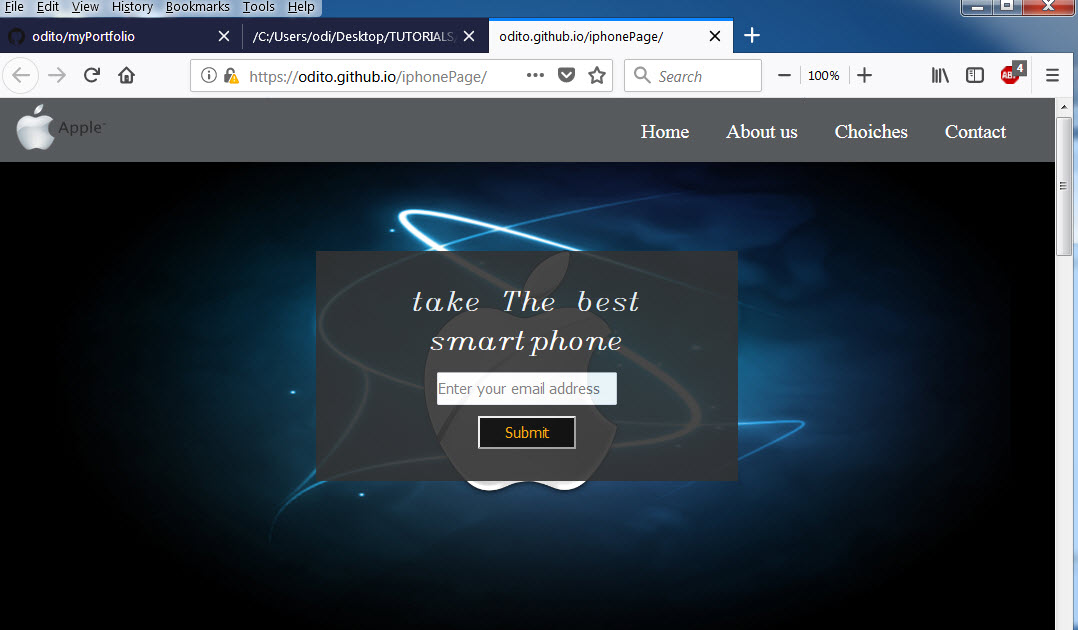 File Edit View History Bookmarks Tools Help
odito/myPortfolio
/C:/Users/odi/Desktop/TUTORIALS/
odito.github.io/iphonePage/
https://odito.github.io/iphonePage/
Search
100%
ABP
4
Apple
Home About us Choiches Contact
take The best
smartphone
Enter your email address
Submit